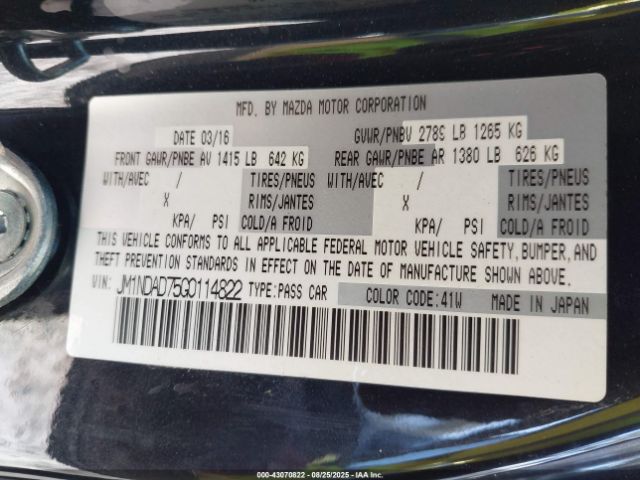 MFD. BY MAZDA MOTOR CORPORATION
DATE 03/16 GVWR/PNBV 2789 LB 1265 KG
FRONT GAWR/PNBE AV 1415 LB 642 KG REAR GAWR/PNBE AR 1380 LB 626 KG
WITH/AVEC / TIRES/PNEUS WITH/AVEC / TIRES/PNEUS
X RIMS/JANTES X RIMS/JANTES
KPA/ PSI COLD/A FROID KPA/ PSI COLD/A FROID
THIS VEHICLE CONFORMS TO ALL APPLICABLE FEDERAL MOTOR VEHICLE SAFETY, BUMPER, AND
THEFT PREVENTION STANDARDS IN EFFECT ON THE DATE OF MANUFACTURE SHOWN ABOVE.
VIN: JM1NDAD75G0114822 TYPE:PASS CAR COLOR CODE:41W MADE IN JAPAN
00-43070822 | 08/25/2025 | IAA HOLDINGS, LLC